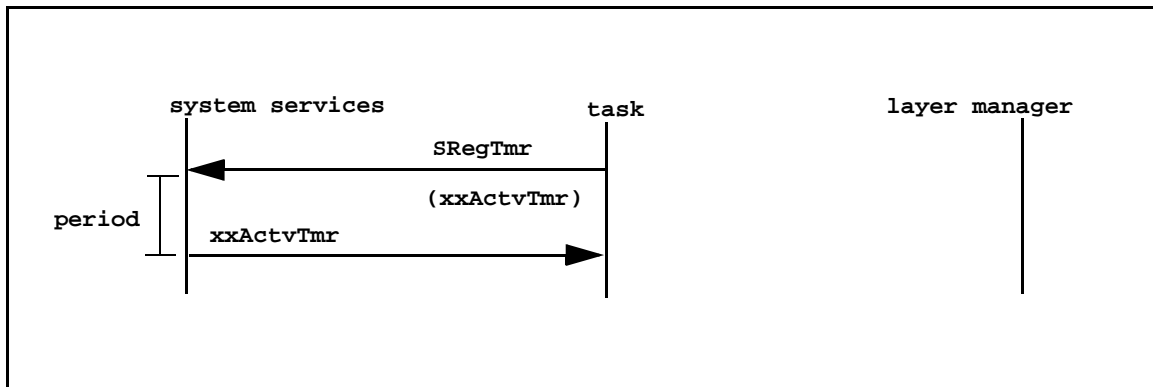 system services
task
layer manager
SRegTmr
(xxActvTmr)
period
xxActvTmr